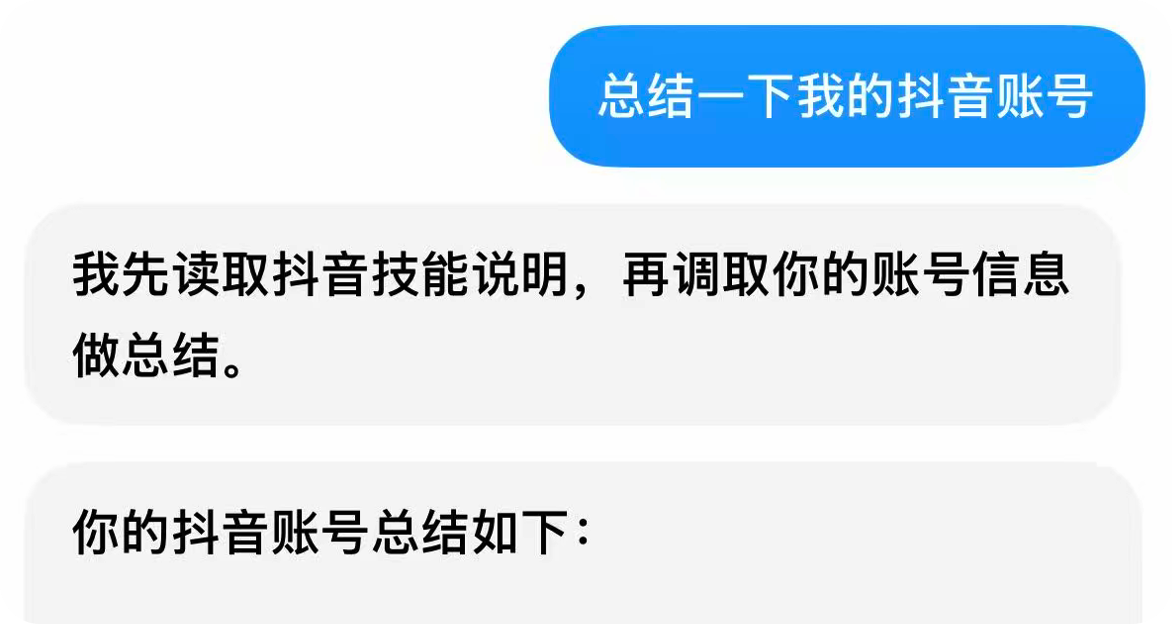 总结一下我的抖音账号
我先读取抖音技能说明，再调取你的账号信息
做总结。
你的抖音账号总结如下：